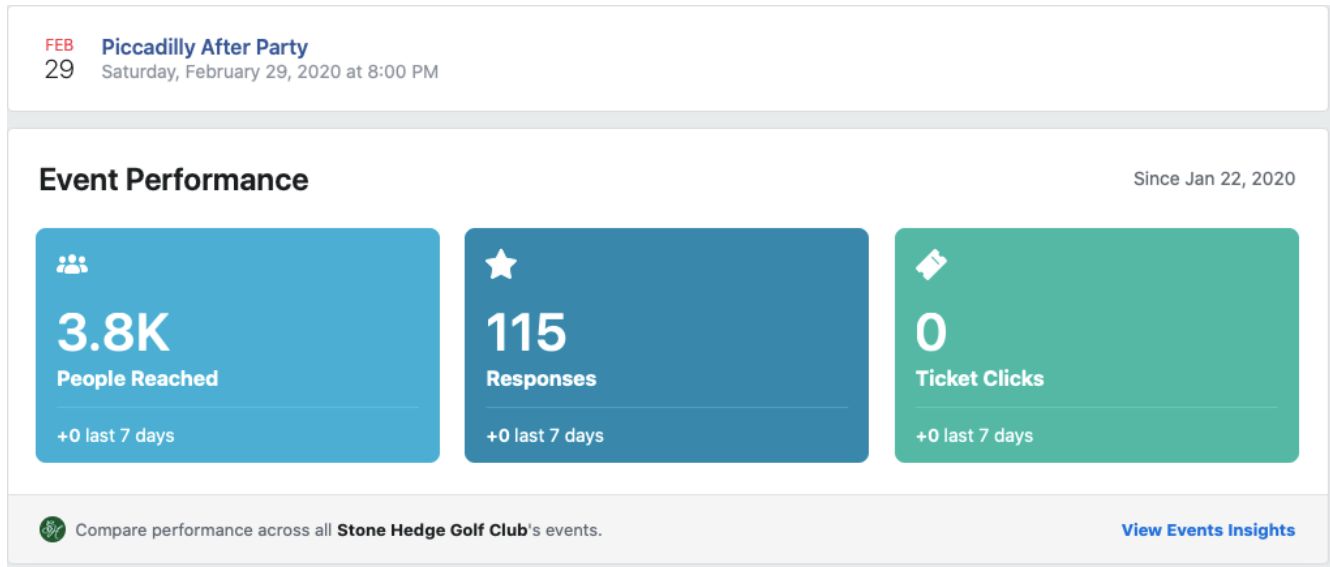 FEB
29
Piccadilly After Party
Saturday, February 29, 2020 at 8:00 PM
Event Performance
Since Jan 22, 2020
3.8K
People Reached
+0 last 7 days
115
Responses
+0 last 7 days
0
Ticket Clicks
+0 last 7 days
Compare performance across all Stone Hedge Golf Club's events.
View Events Insights